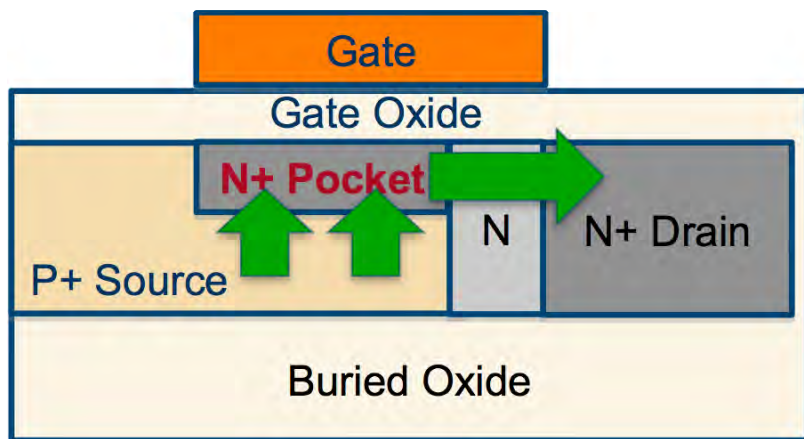 Gate
Gate Oxide
N+ Pocket
N
N+ Drain
P+ Source
Buried Oxide